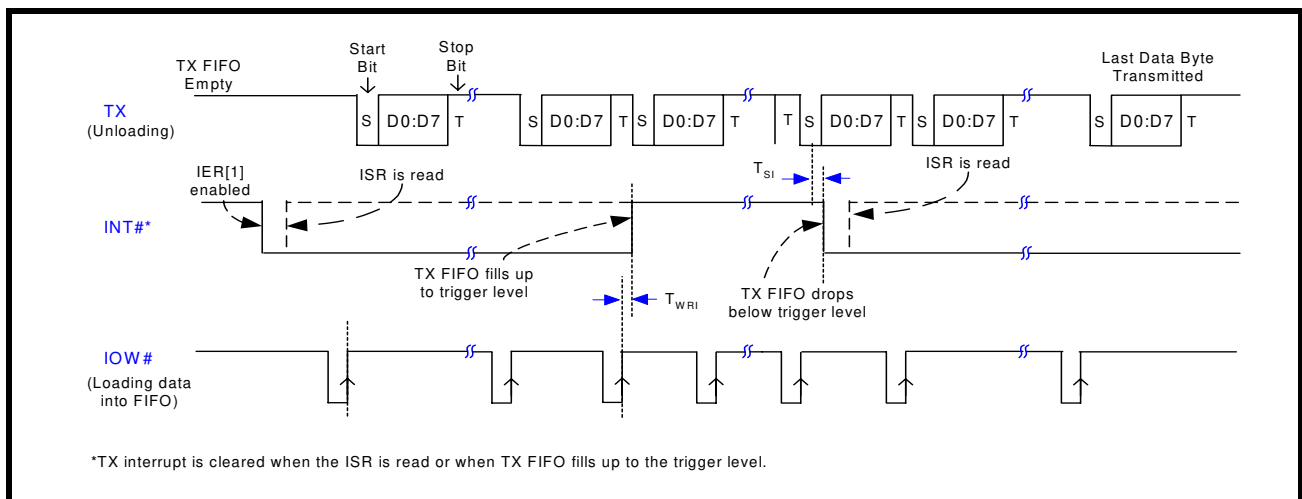 TX FIFO
Empty
Start
Bit
Stop
Bit
Last Data Byte
Transmitted
TX
(Unloading)
S D0:D7 T S D0:D7 T S D0:D7 T T S D0:D7 T S D0:D7 T S D0:D7 T
IER[1]
enabled
ISR is read
TSI
ISR is read
INT#*
TX FIFO fills up
to trigger level
TWRI
TX FIFO drops
below trigger level
IOW#
(Loading data
into FIFO)
*TX interrupt is cleared when the ISR is read or when TX FIFO fills up to the trigger level.